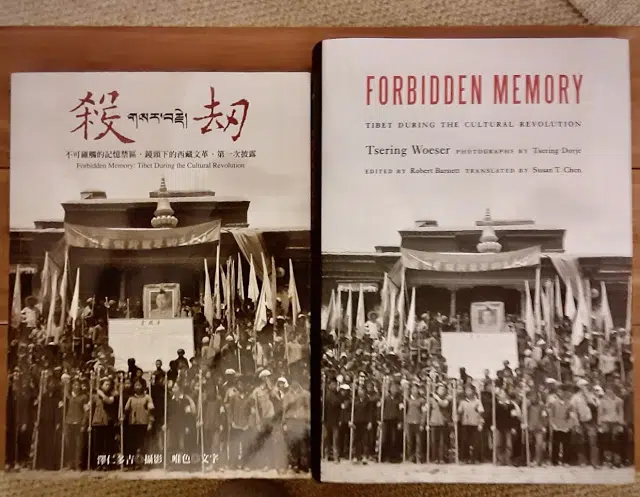 殺 གསར་བརྗེ། 劫
不可碰觸的記憶禁區，鏡頭下的西藏文革，第一次披露
Forbidden Memory: Tibet During the Cultural Revolution
澤仁多吉 攝影 唯色 文字
FORBIDDEN MEMORY
TIBET DURING THE CULTURAL REVOLUTION
Tsering Woeser PHOTOGRAPHS BY Tsering Dorje
EDITED BY Robert Barnett TRANSLATED BY Susan T. Chen